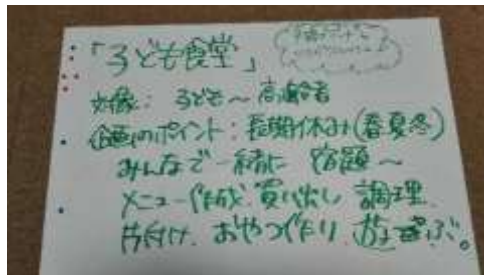 「子ども食堂」
対象：子ども～高齢者
企画のポイント：長期休み(春夏冬)
みんなで一緒に 宿題～
メニュー作成.買い出し 調理.
片付け.おやつ作り.遊ぶ。